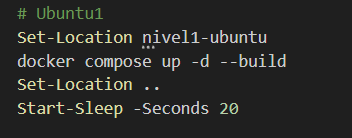 # Ubuntu1
Set-Location nivel1-ubuntu
docker compose up -d --build
Set-Location ..
Start-Sleep -Seconds 20